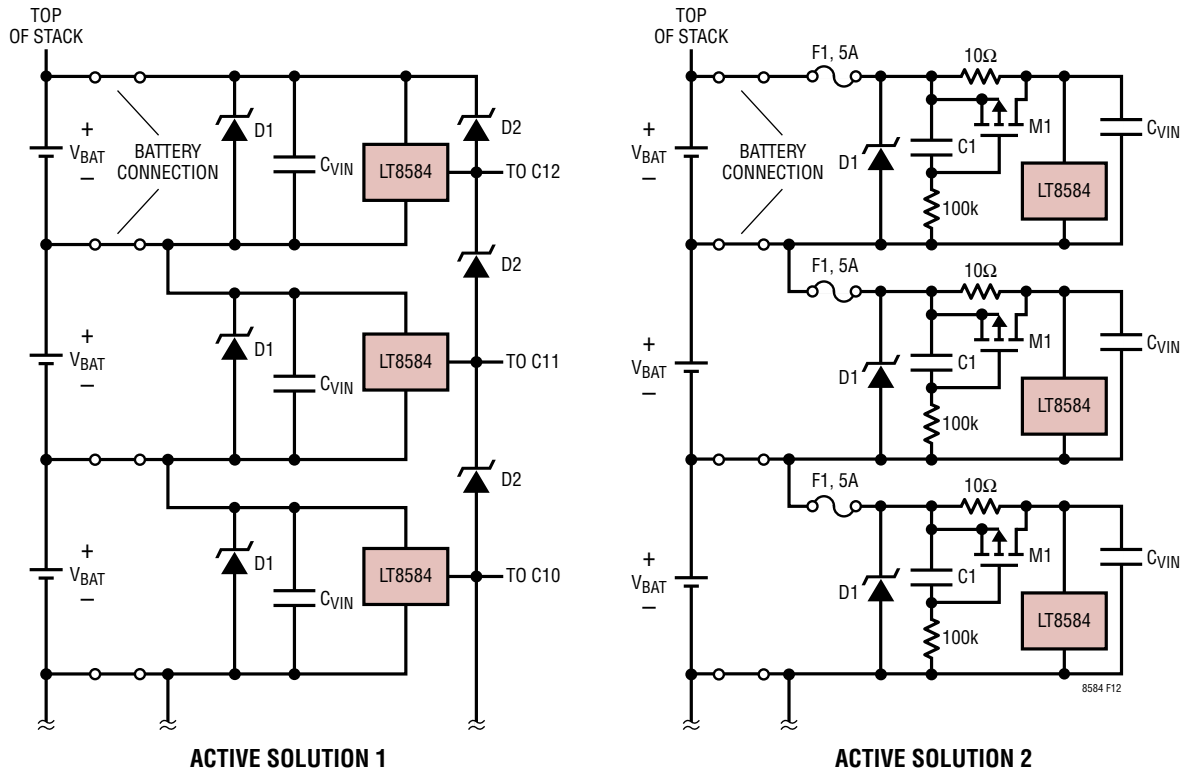 TOP
OF STACK
+
VBAT
–
BATTERY
CONNECTION
D1
CVIN
LT8584
D2
TO C12
D2
+
VBAT
–
D1
CVIN
LT8584
TO C11
D2
+
VBAT
–
D1
CVIN
LT8584
TO C10
ACTIVE SOLUTION 1
TOP
OF STACK
F1, 5A
10Ω
+
VBAT
–
BATTERY
CONNECTION
D1
C1
M1
100k
LT8584
CVIN
F1, 5A
10Ω
+
VBAT
–
D1
C1
M1
100k
LT8584
CVIN
F1, 5A
10Ω
+
VBAT
–
D1
C1
M1
100k
LT8584
CVIN
8584 F12
ACTIVE SOLUTION 2